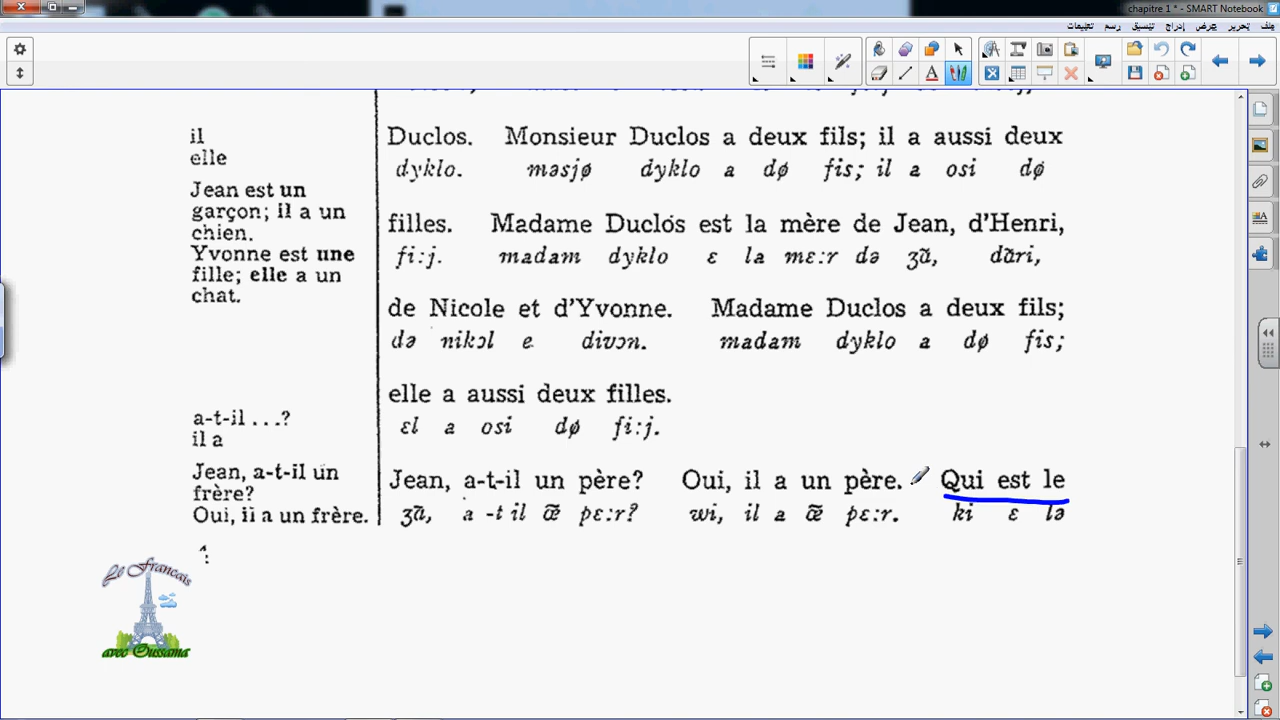 chapitre 1 * - SMART Notebook
ملف تحرير عرض إدراج تنسيق رسم تعليمات
il
elle
Jean est un
garçon; il a un
chien.
Yvonne est une
fille; elle a un
chat.
a-t-il . . .?
il a
Jean, a-t-il un
frère?
Oui, il a un frère.
Duclos. Monsieur Duclos a deux fils; il a aussi deux
dyklo. məsjø dyklo a dø fis; il a osi dø
filles. Madame Duclos est la mère de Jean, d'Henri,
fi:j. madam dyklo ɛ la mɛ:r də ʒɑ̃, dɑ̃ri,
de Nicole et d'Yvonne. Madame Duclos a deux fils;
də nikɔl e divɔn. madam dyklo a dø fis;
elle a aussi deux filles.
ɛl a osi dø fi:j.
Jean, a-t-il un père? Oui, il a un père. Qui est le
ʒɑ̃, a -t il œ̃ pɛ:r? wi, il a œ̃ pɛ:r. ki ɛ lə
Le Francais
avec Oussama